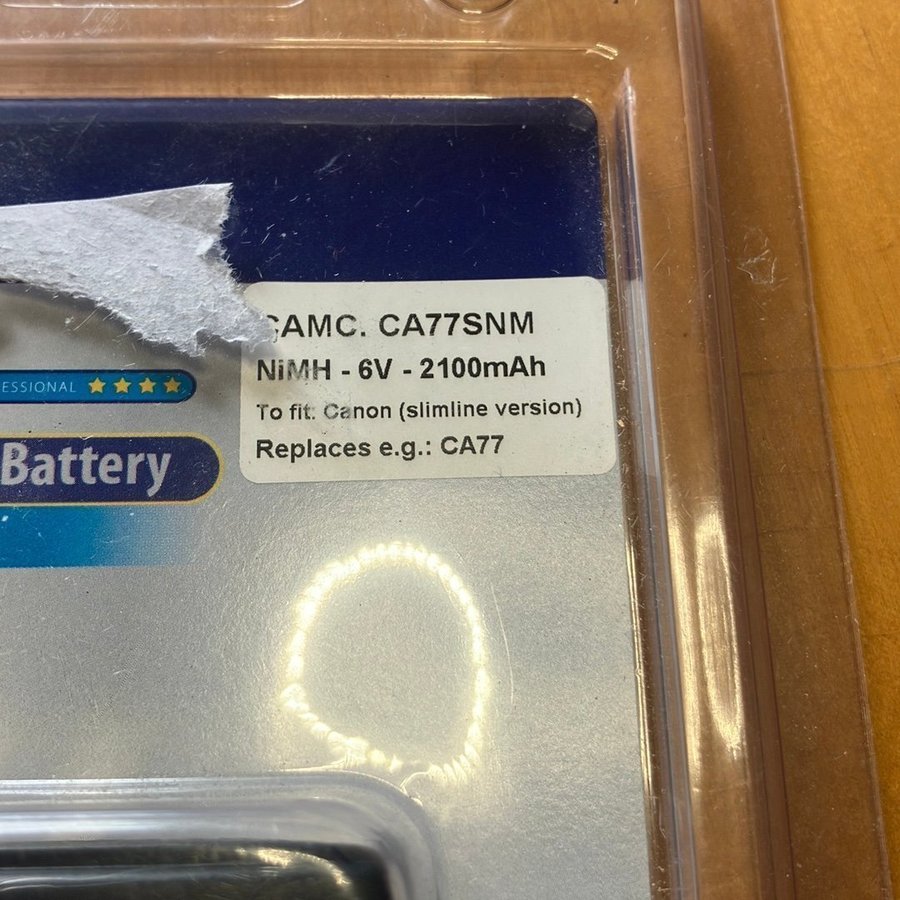 CAMC. CA77SNM
NiMH - 6V - 2100mAh
To fit: Canon (slimline version)
Replaces e.g.: CA77
ESSIONAL
Battery